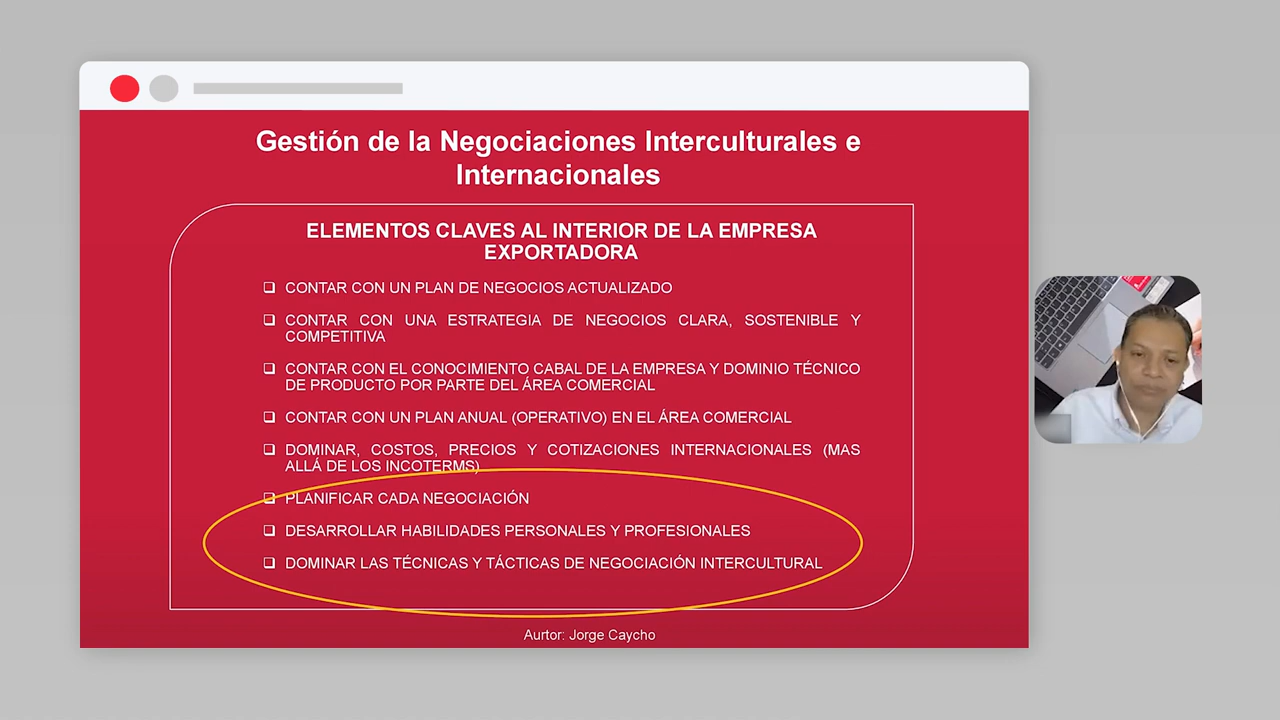 Gestión de la Negociaciones Interculturales e
Internacionales
ELEMENTOS CLAVES AL INTERIOR DE LA EMPRESA
EXPORTADORA
❑ CONTAR CON UN PLAN DE NEGOCIOS ACTUALIZADO
❑ CONTAR CON UNA ESTRATEGIA DE NEGOCIOS CLARA, SOSTENIBLE Y
COMPETITIVA
❑ CONTAR CON EL CONOCIMIENTO CABAL DE LA EMPRESA Y DOMINIO TÉCNICO
DE PRODUCTO POR PARTE DEL ÁREA COMERCIAL
❑ CONTAR CON UN PLAN ANUAL (OPERATIVO) EN EL ÁREA COMERCIAL
❑ DOMINAR, COSTOS, PRECIOS Y COTIZACIONES INTERNACIONALES (MAS
ALLÁ DE LOS INCOTERMS)
❑ PLANIFICAR CADA NEGOCIACIÓN
❑ DESARROLLAR HABILIDADES PERSONALES Y PROFESIONALES
❑ DOMINAR LAS TÉCNICAS Y TÁCTICAS DE NEGOCIACIÓN INTERCULTURAL
Aurtor: Jorge Caycho